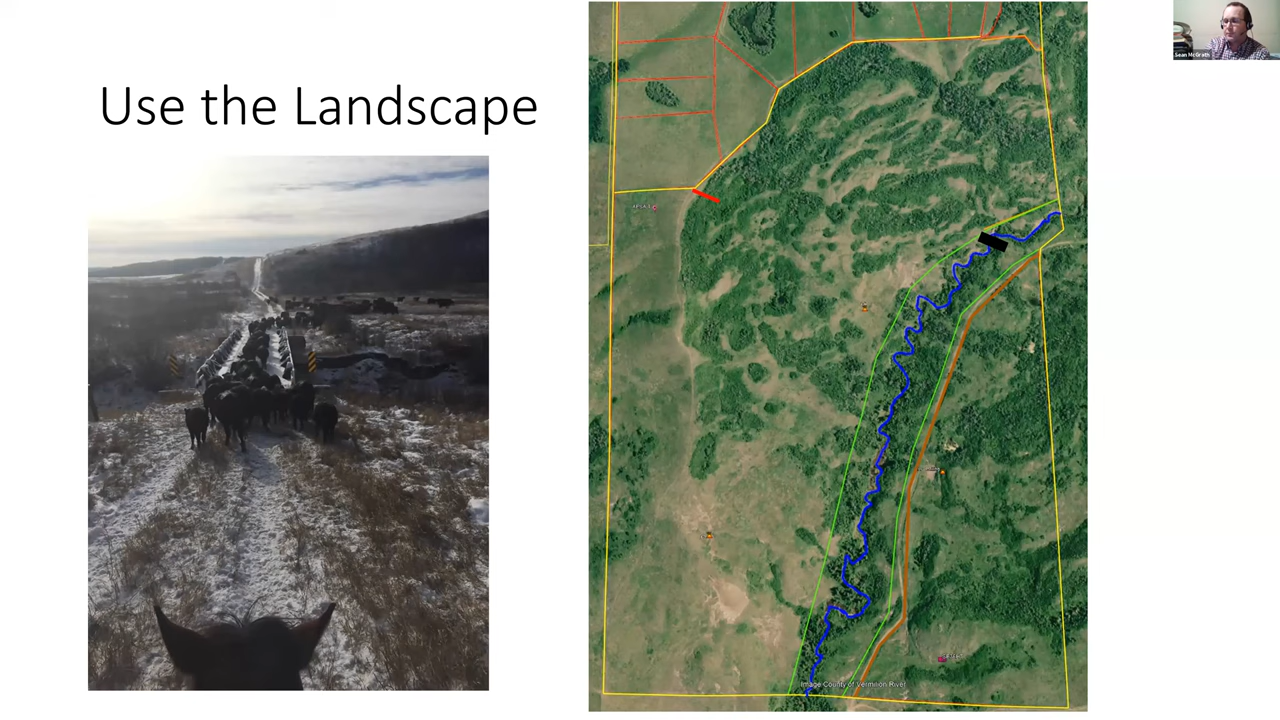 Use the Landscape
Sean McGrath
Image County of Vermilion River